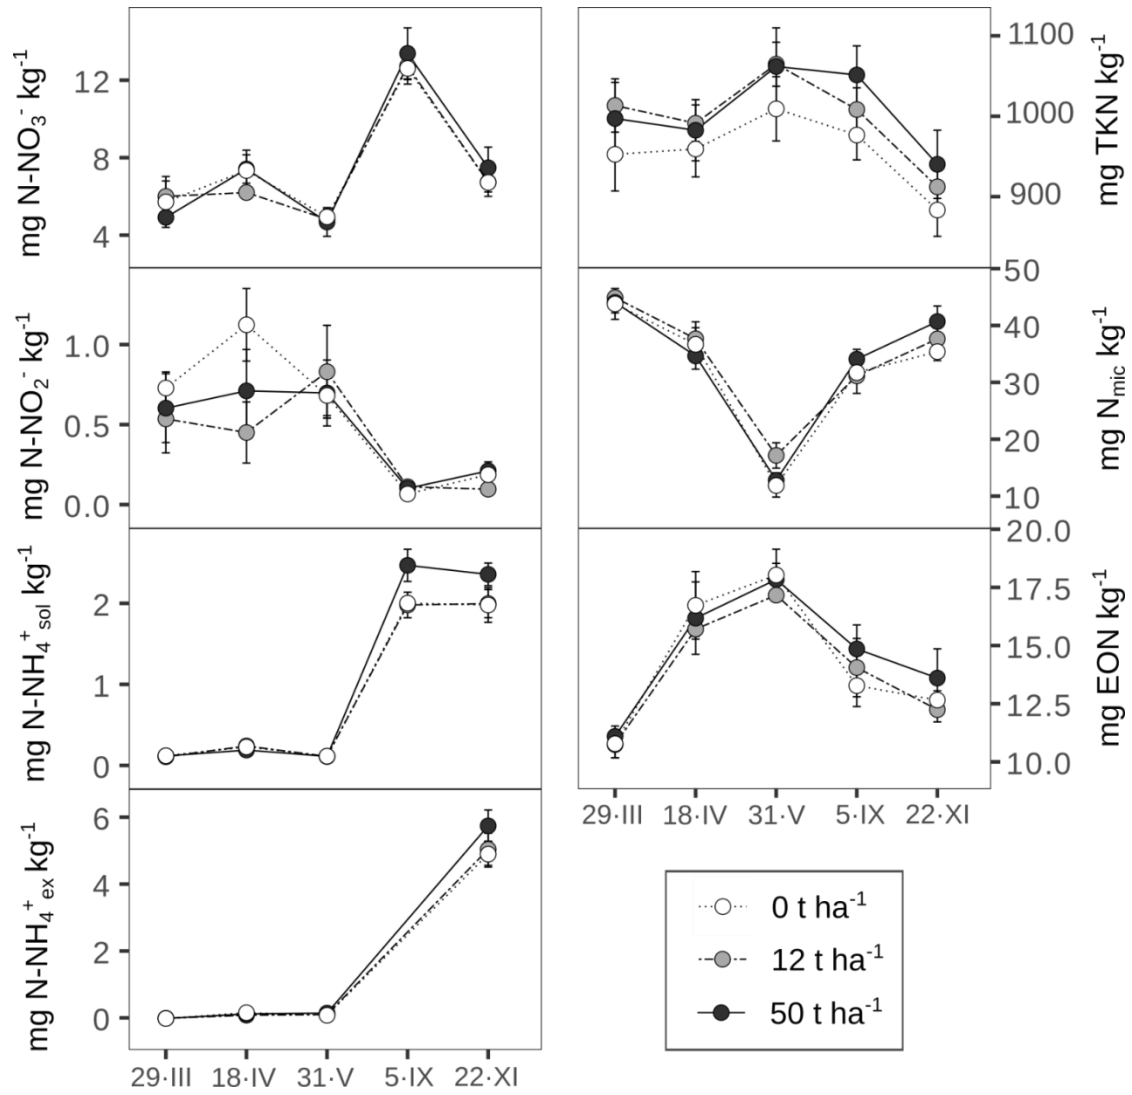 mg N-NO₃⁻ kg⁻¹
12
8
4
mg N-NO₂⁻ kg⁻¹
1.0
0.5
0.0
mg N-NH₄⁺sol kg⁻¹
2
1
0
mg N-NH₄⁺ex kg⁻¹
6
4
2
0
29·III 18·IV 31·V 5·IX 22·XI
1100
1000
900
mg TKN kg⁻¹
50
40
30
20
10
mg Nmic kg⁻¹
20.0
17.5
15.0
12.5
10.0
mg EON kg⁻¹
29·III 18·IV 31·V 5·IX 22·XI
0 t ha⁻¹
12 t ha⁻¹
50 t ha⁻¹